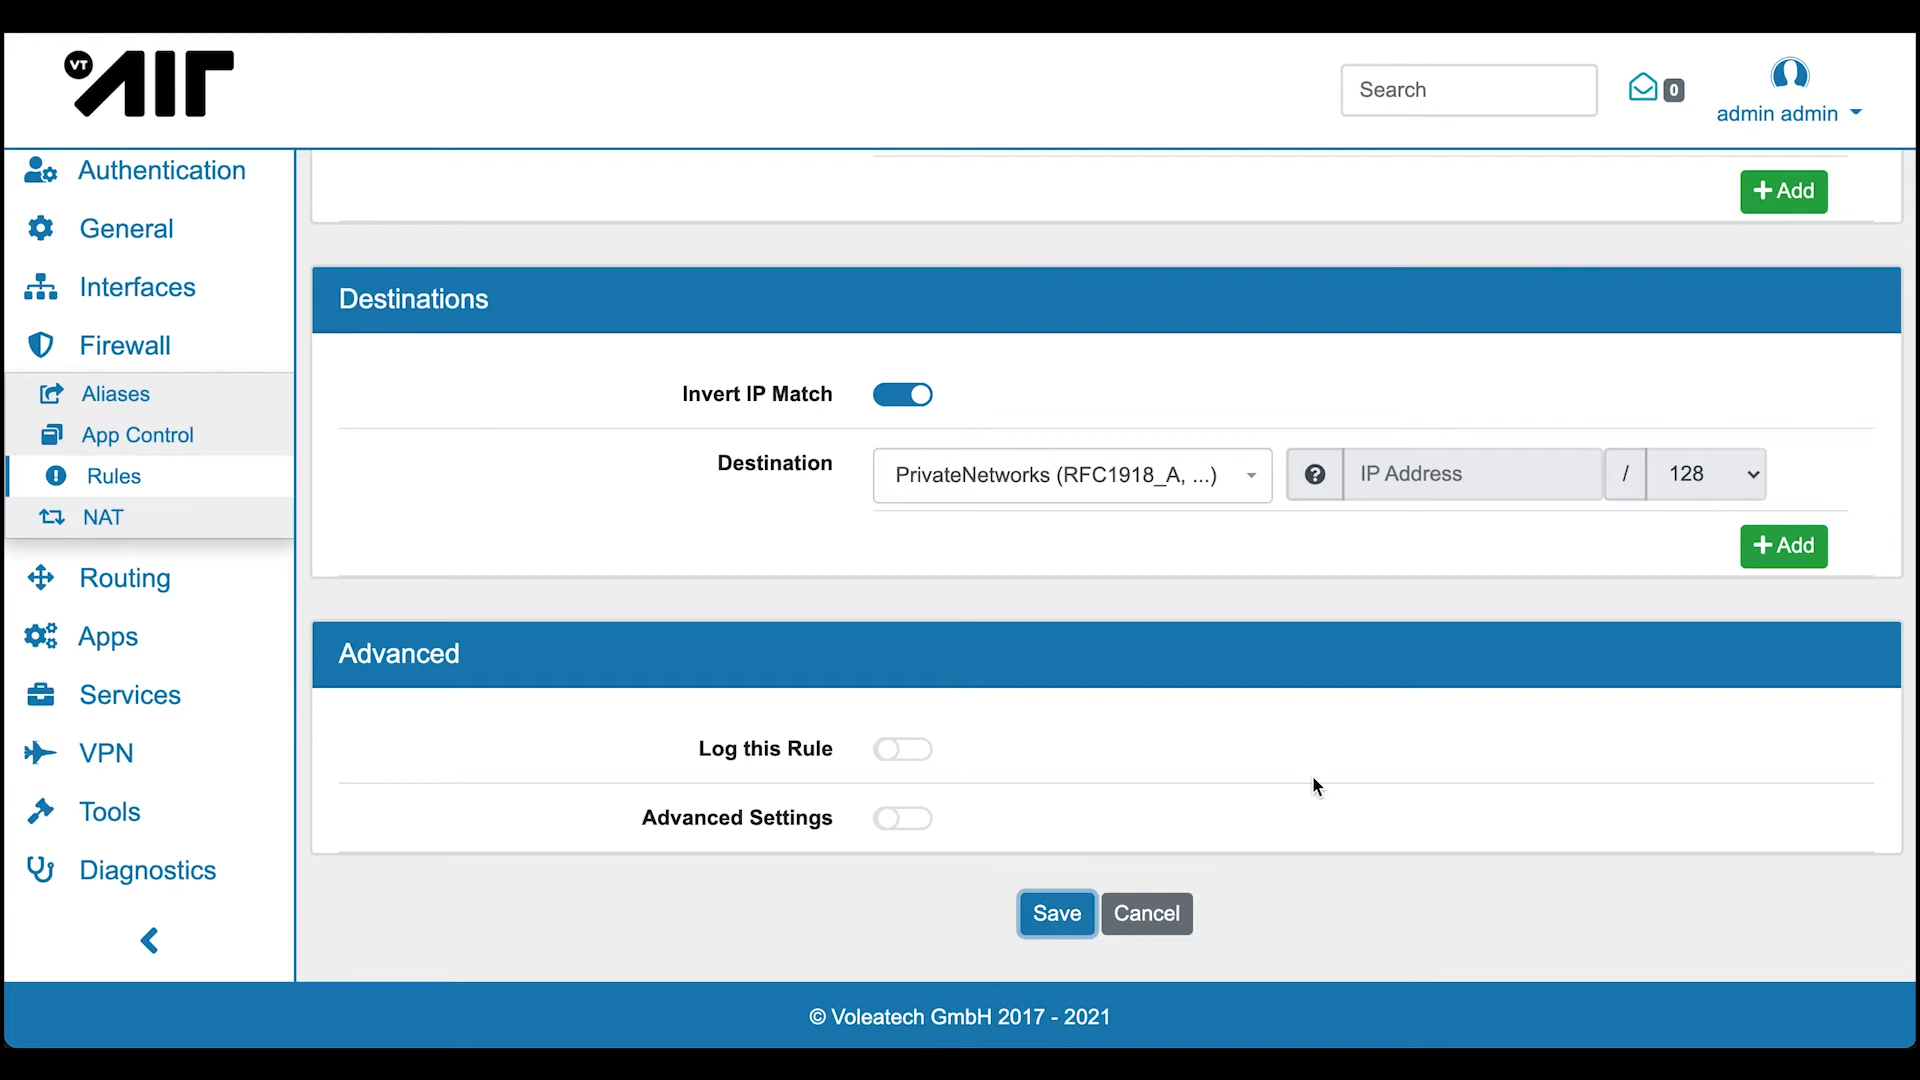 VT AIR
Search
0
admin admin
Authentication
General
Interfaces
Firewall
Aliases
App Control
Rules
NAT
Routing
Apps
Services
VPN
Tools
Diagnostics
+ Add
Destinations
Invert IP Match
Destination
PrivateNetworks (RFC1918_A, ...)
?
IP Address
/
128
+ Add
Advanced
Log this Rule
Advanced Settings
Save
Cancel
© Voleatech GmbH 2017 - 2021